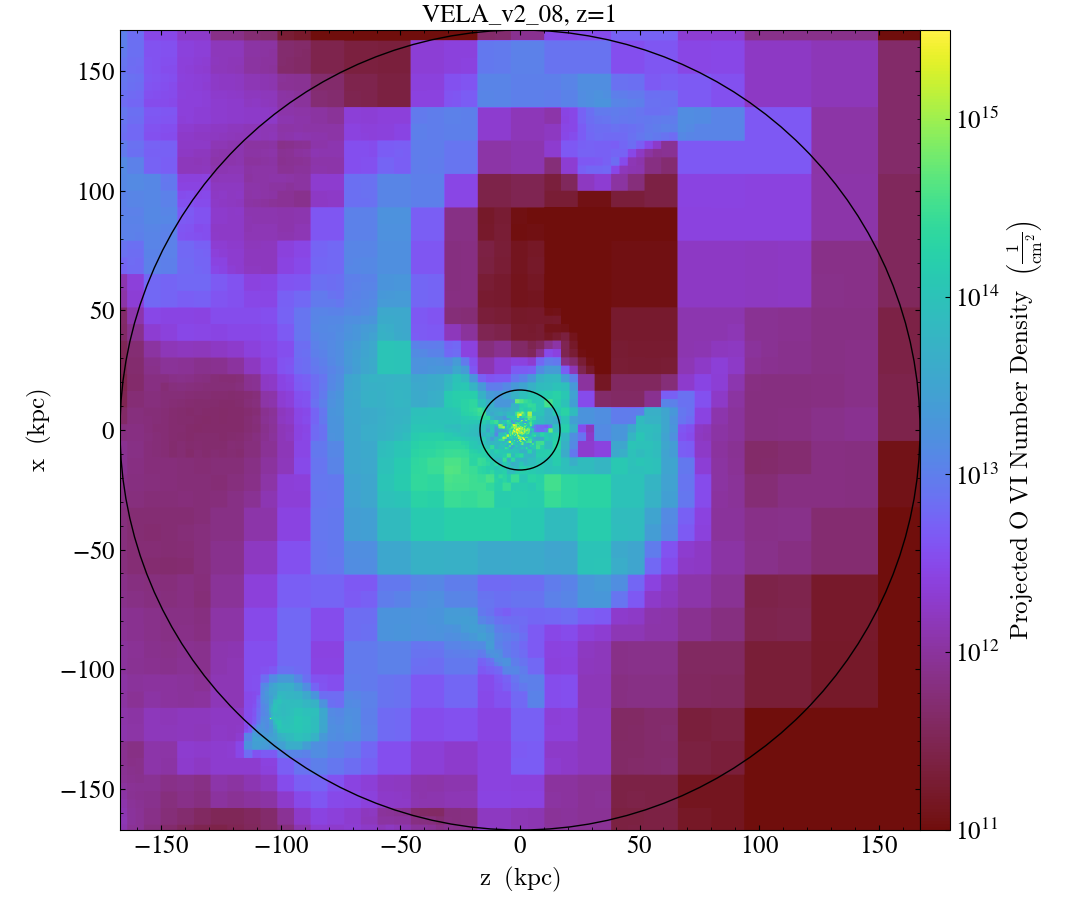 VELA_v2_08, z=1
150
100
50
0
−50
−100
−150
x (kpc)
−150 −100 −50 0 50 100 150
z (kpc)
10^15
10^14
10^13
10^12
10^11
Projected O VI Number Density (1/cm^2)